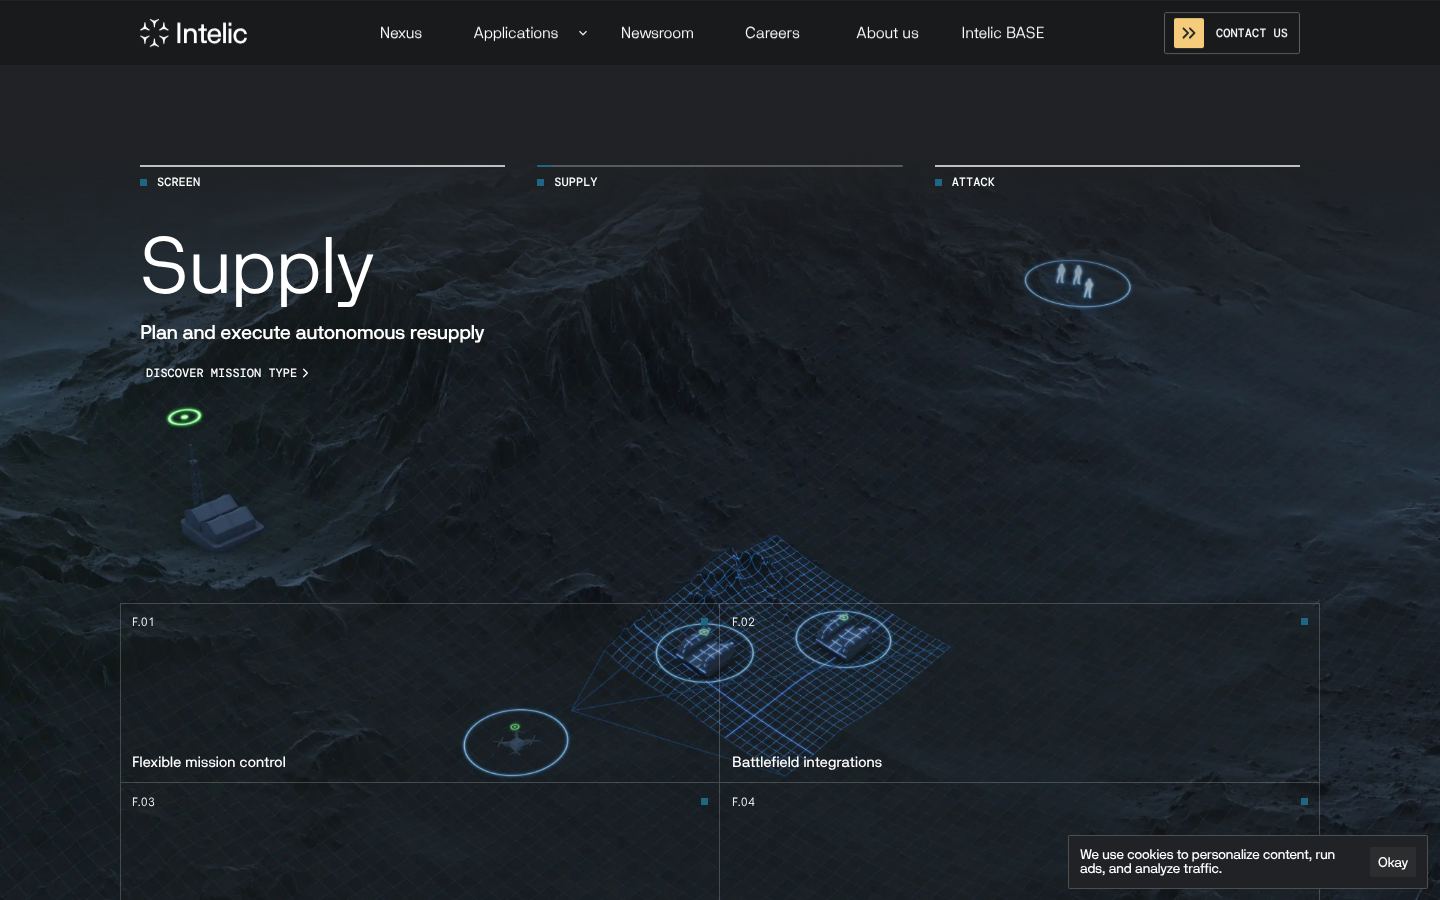 Intelic
Nexus
Applications
Newsroom
Careers
About us
Intelic BASE
CONTACT US
SCREEN
SUPPLY
ATTACK
Supply
Plan and execute autonomous resupply
DISCOVER MISSION TYPE
F.01
F.02
Flexible mission control
Battlefield integrations
F.03
F.04
We use cookies to personalize content, run
ads, and analyze traffic.
Okay